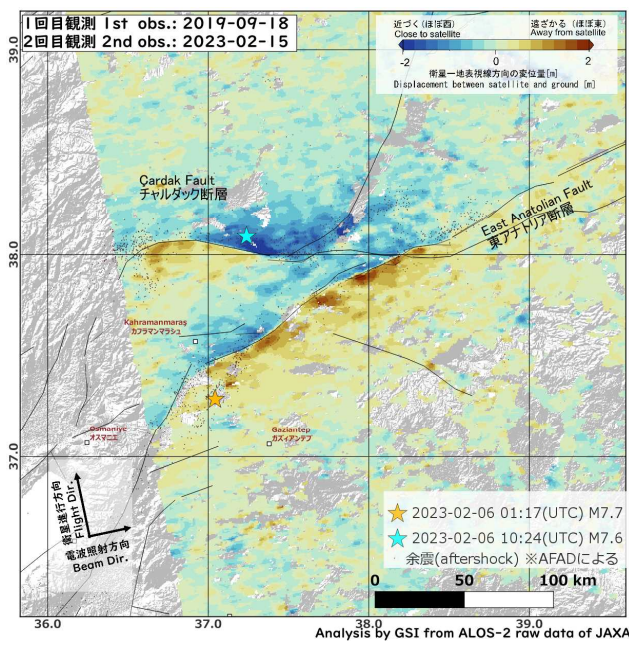 1回目観測 1st obs.: 2019-09-18
2回目観測 2nd obs.: 2023-02-15
近づく (ほぼ西)
Close to satellite
遠ざかる (ほぼ東)
Away from satellite
-2 0 2
衛星－地表視線方向の変位量[m]
Displacement between satellite and ground [m]
39.0
Çardak Fault
チャルダック断層
East Anatolian Fault
東アナトリア断層
38.0
Kahramanmaraş
カフラマンマラシュ
Osmaniye
オスマニエ
Gaziantep
ガズィアンテプ
37.0
衛星進行方向
Flight Dir.
電波照射方向
Beam Dir.
2023-02-06 01:17(UTC) M7.7
2023-02-06 10:24(UTC) M7.6
余震(aftershock) ※AFADによる
0 50 100 km
36.0 37.0 38.0 39.0
Analysis by GSI from ALOS-2 raw data of JAXA